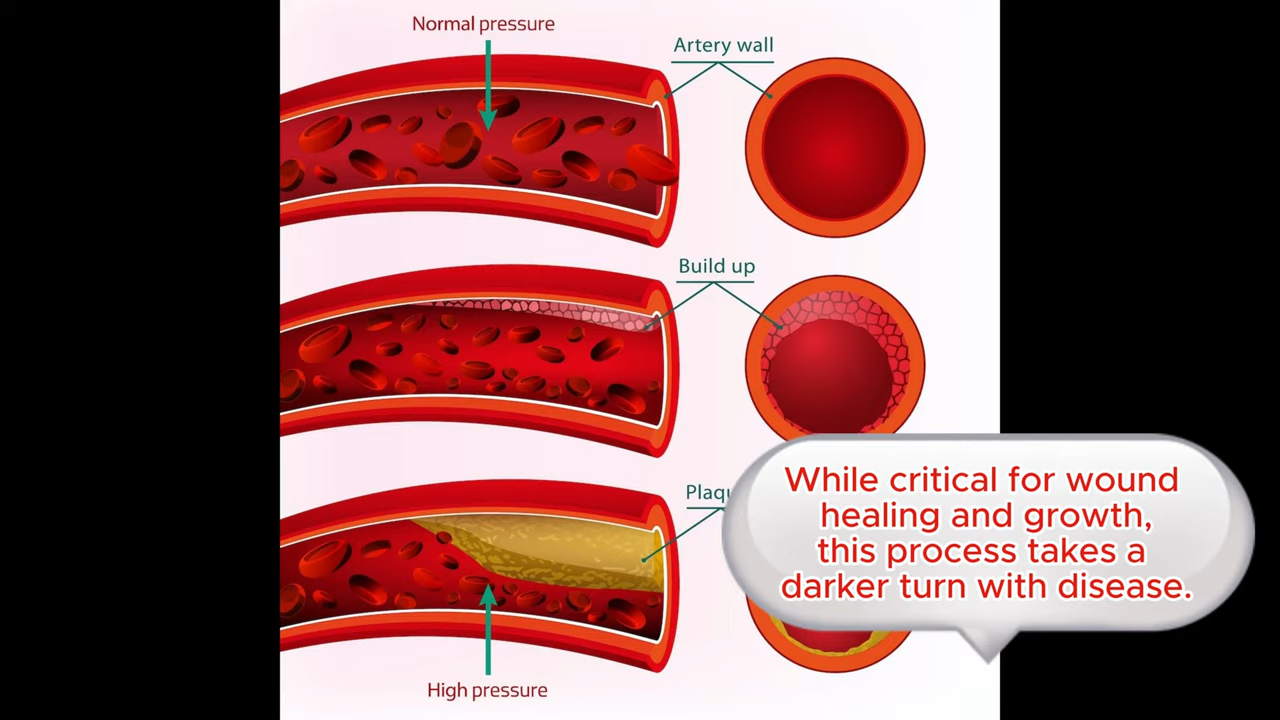 Normal pressure
Artery wall
Build up
While critical for wound
healing and growth,
this process takes a
darker turn with disease.
High pressure